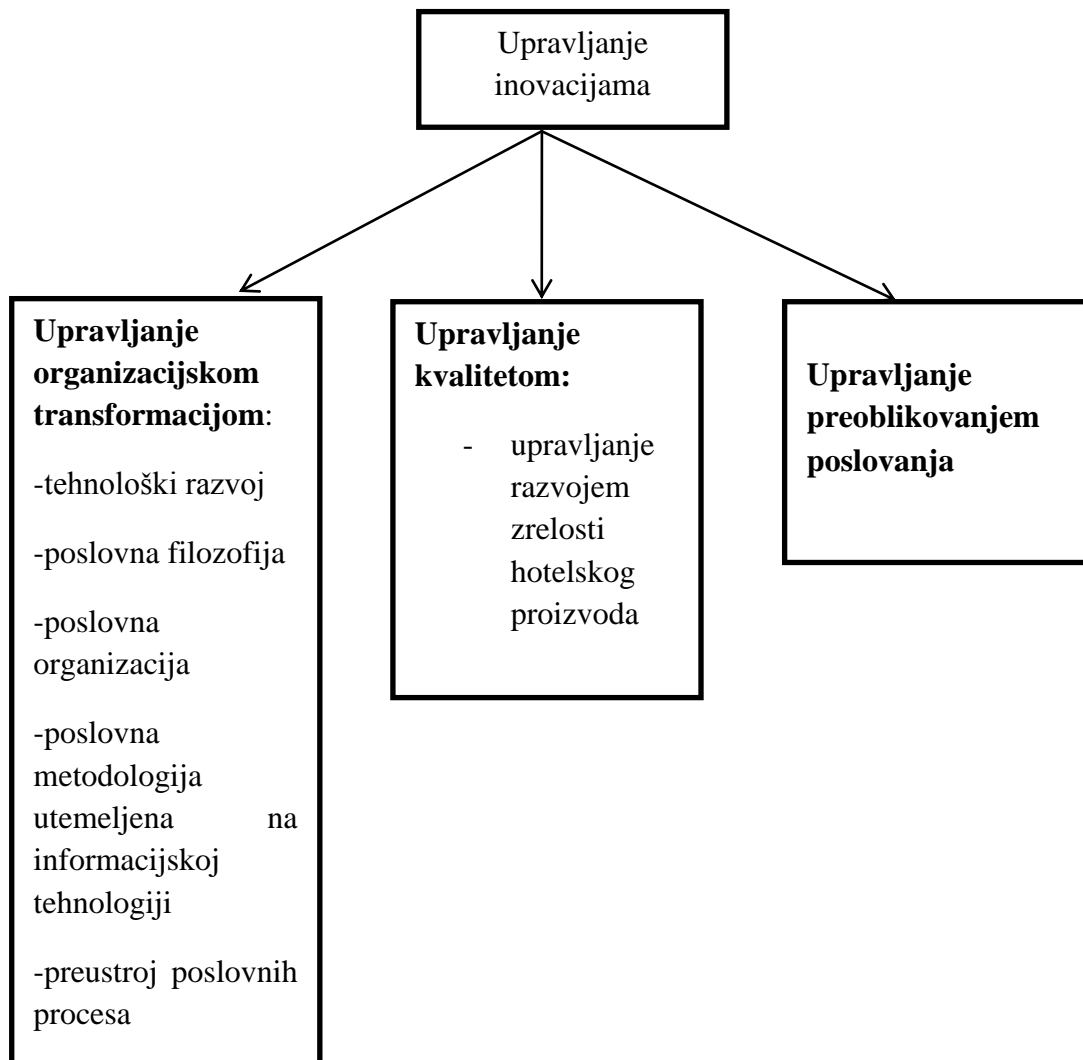 Upravljanje
inovacijama
Upravljanje
organizacijskom
transformacijom:
-tehnološki razvoj
-poslovna filozofija
-poslovna
organizacija
-poslovna
metodologija
utemeljena na
informacijskoj
tehnologiji
-preustroj poslovnih
procesa
Upravljanje
kvalitetom:
- upravljanje
razvojem
zrelosti
hotelskog
proizvoda
Upravljanje
preoblikovanjem
poslovanja